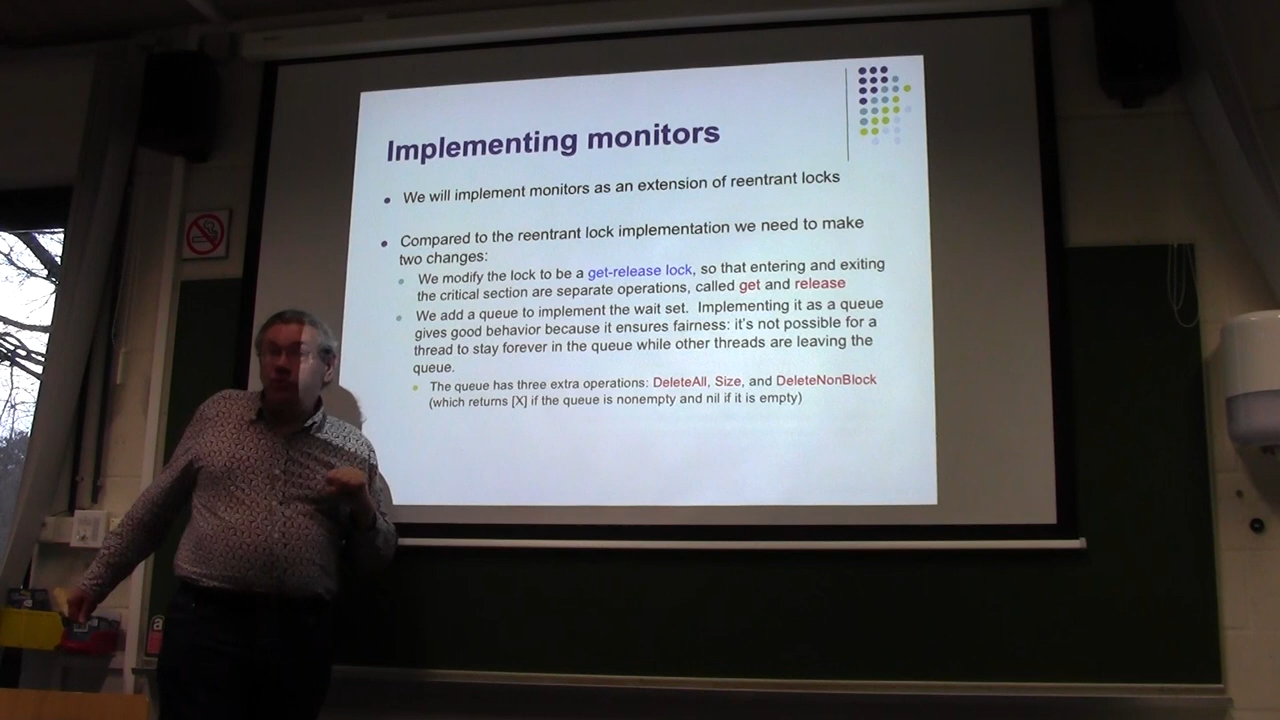 Implementing monitors
We will implement monitors as an extension of reentrant locks
Compared to the reentrant lock implementation we need to make
two changes:
We modify the lock to be a get-release lock, so that entering and exiting
the critical section are separate operations, called get and release
We add a queue to implement the wait set. Implementing it as a queue
gives good behavior because it ensures fairness: it's not possible for a
thread to stay forever in the queue while other threads are leaving the
queue.
The queue has three extra operations: DeleteAll, Size, and DeleteNonBlock
(which returns [X] if the queue is nonempty and nil if it is empty)
a